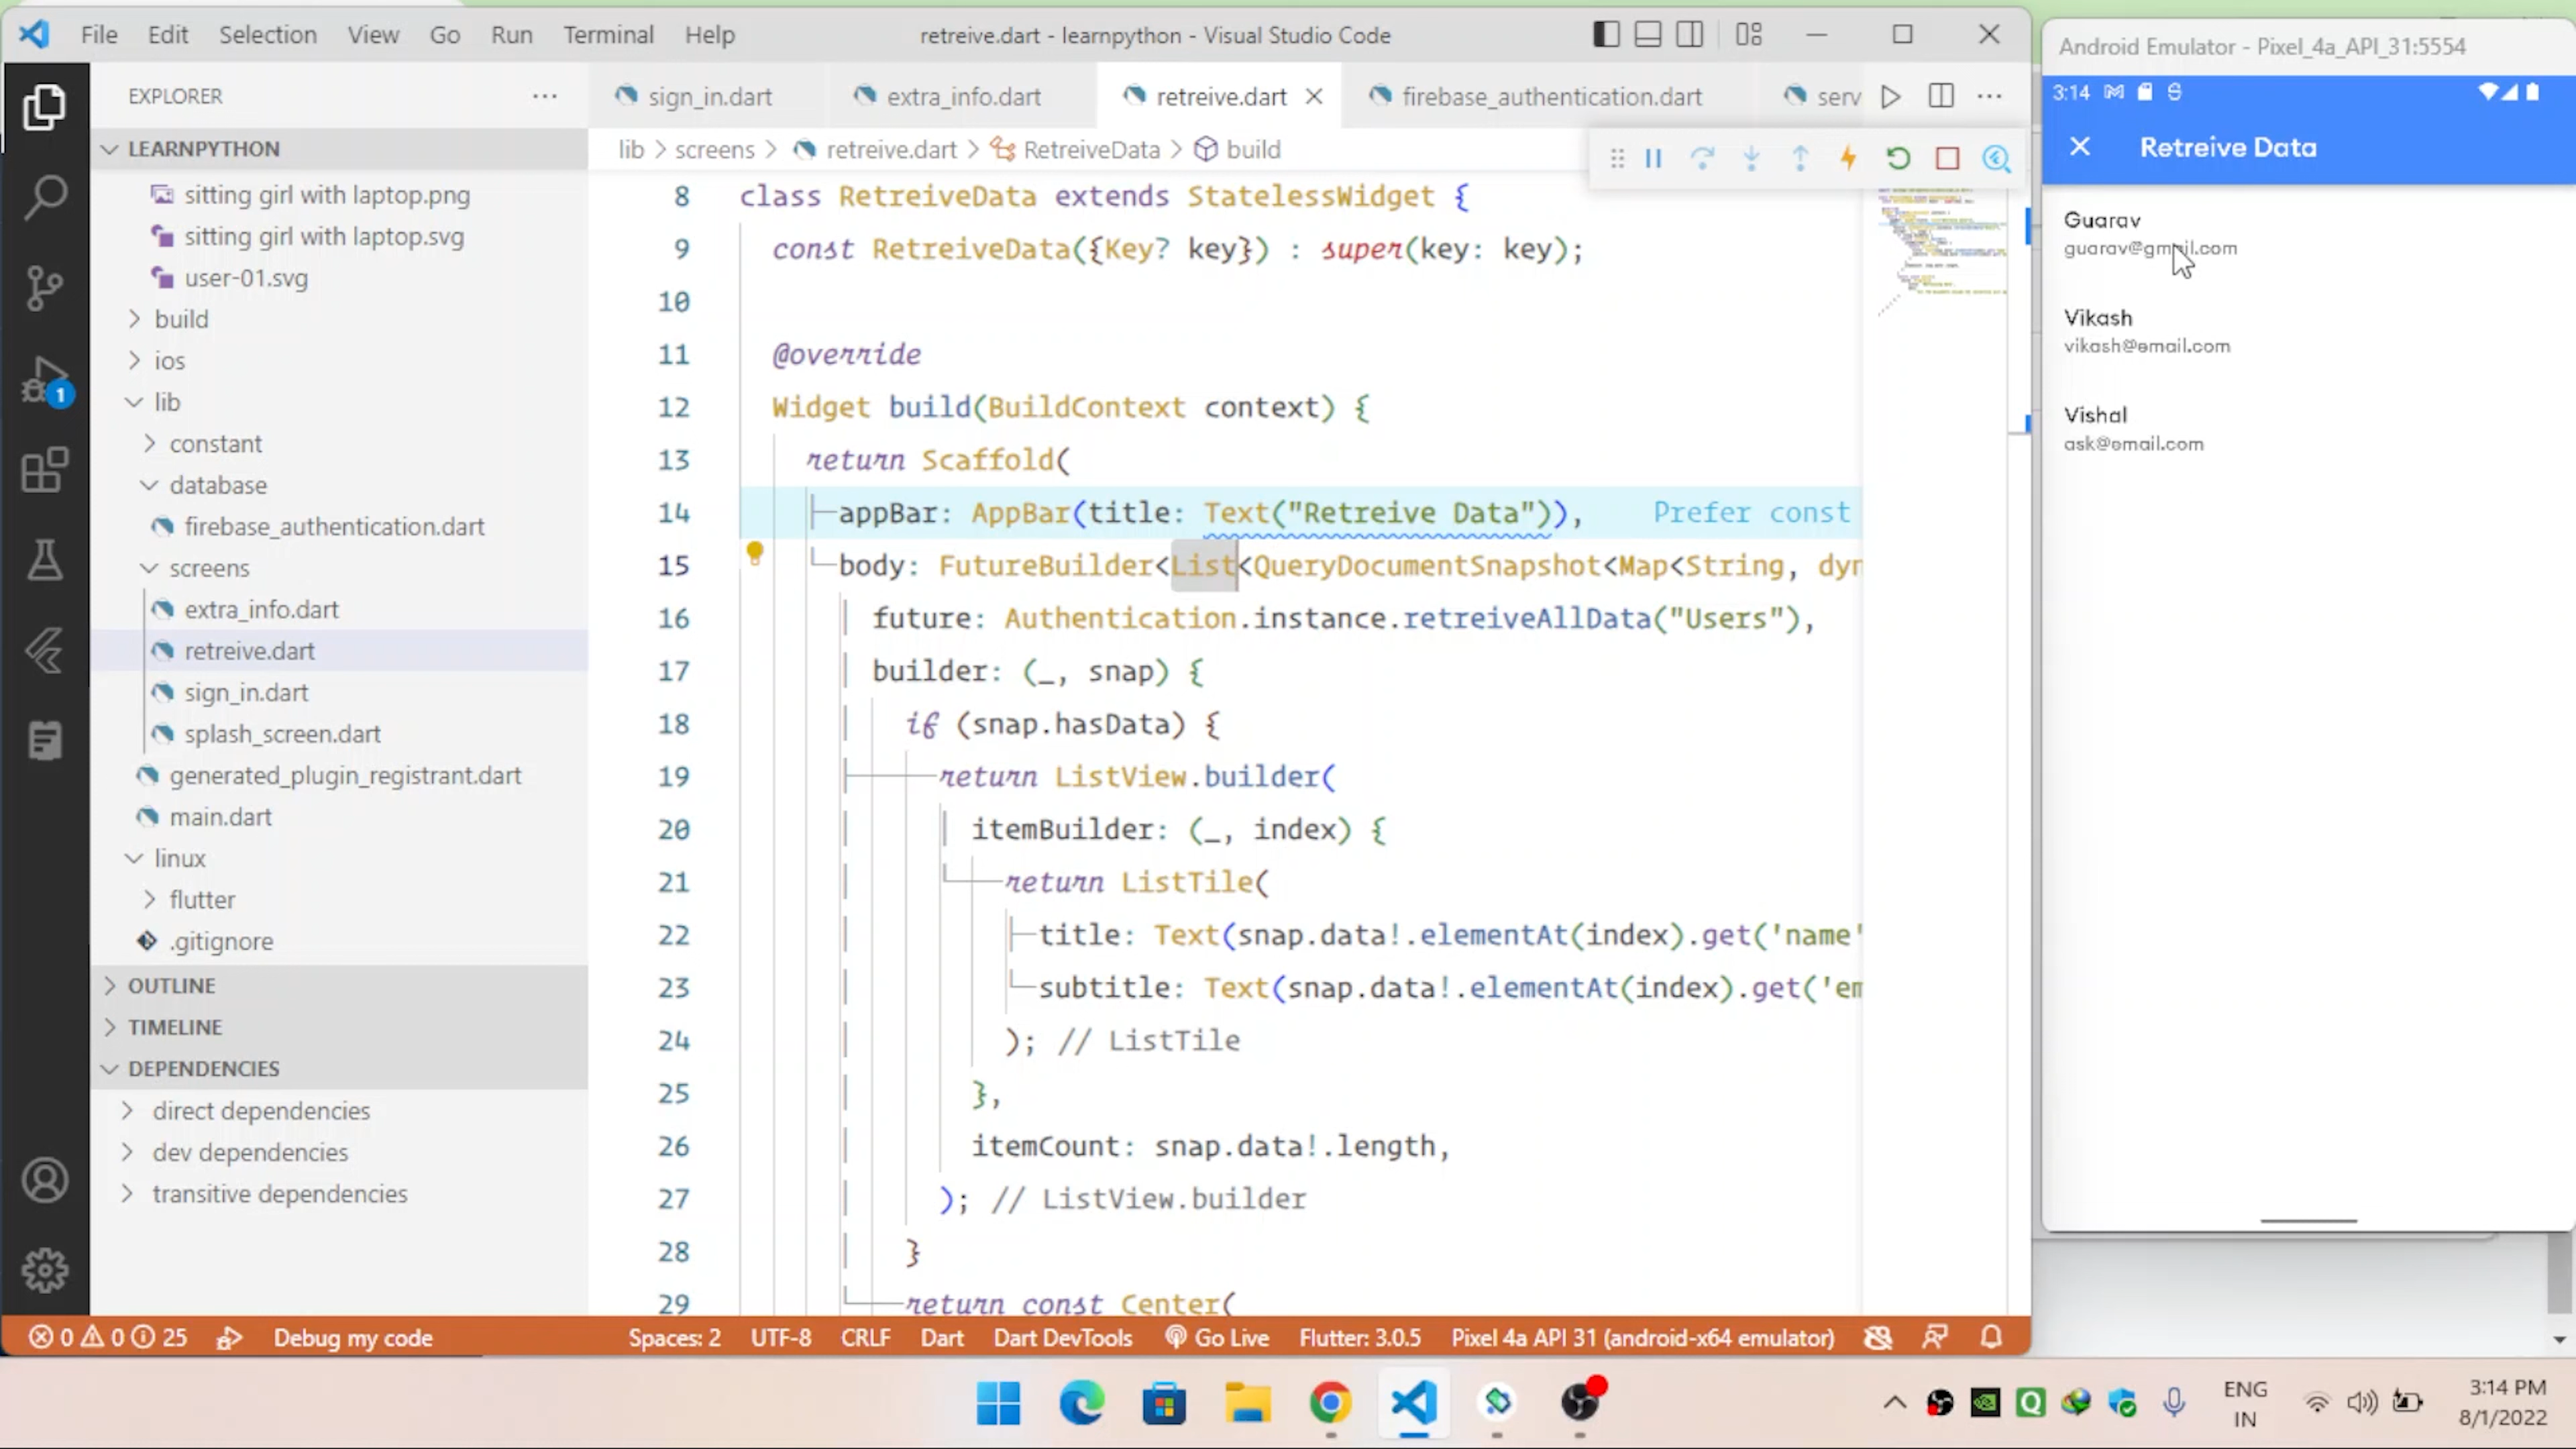 File Edit Selection View Go Run Terminal Help
retreive.dart - learnpython - Visual Studio Code
EXPLORER
LEARNPYTHON
sitting girl with laptop.png
sitting girl with laptop.svg
user-01.svg
build
ios
lib
constant
database
firebase_authentication.dart
screens
extra_info.dart
retreive.dart
sign_in.dart
splash_screen.dart
generated_plugin_registrant.dart
main.dart
linux
flutter
.gitignore
OUTLINE
TIMELINE
DEPENDENCIES
direct dependencies
dev dependencies
transitive dependencies
1
sign_in.dart extra_info.dart retreive.dart firebase_authentication.dart serv
lib > screens > retreive.dart > RetreiveData > build
8 class RetreiveData extends StatelessWidget {
9 const RetreiveData({Key? key}) : super(key: key);
10
11 @override
12 Widget build(BuildContext context) {
13 return Scaffold(
14 appBar: AppBar(title: Text("Retreive Data")), Prefer const
15 body: FutureBuilder<List<QueryDocumentSnapshot<Map<String, dyn
16 future: Authentication.instance.retreiveAllData("Users"),
17 builder: (_, snap) {
18 if (snap.hasData) {
19 return ListView.builder(
20 itemBuilder: (_, index) {
21 return ListTile(
22 title: Text(snap.data!.elementAt(index).get('name'
23 subtitle: Text(snap.data!.elementAt(index).get('em
24 ); // ListTile
25 },
26 itemCount: snap.data!.length,
27 ); // ListView.builder
28 }
29 return const Center(
0 0 25 Debug my code Spaces: 2 UTF-8 CRLF Dart Dart DevTools Go Live Flutter: 3.0.5 Pixel 4a API 31 (android-x64 emulator)
Android Emulator - Pixel_4a_API_31:5554
3:14
Retreive Data
Guarav
guarav@gmail.com
Vikash
vikash@email.com
Vishal
ask@email.com
ENG
IN
3:14 PM
8/1/2022